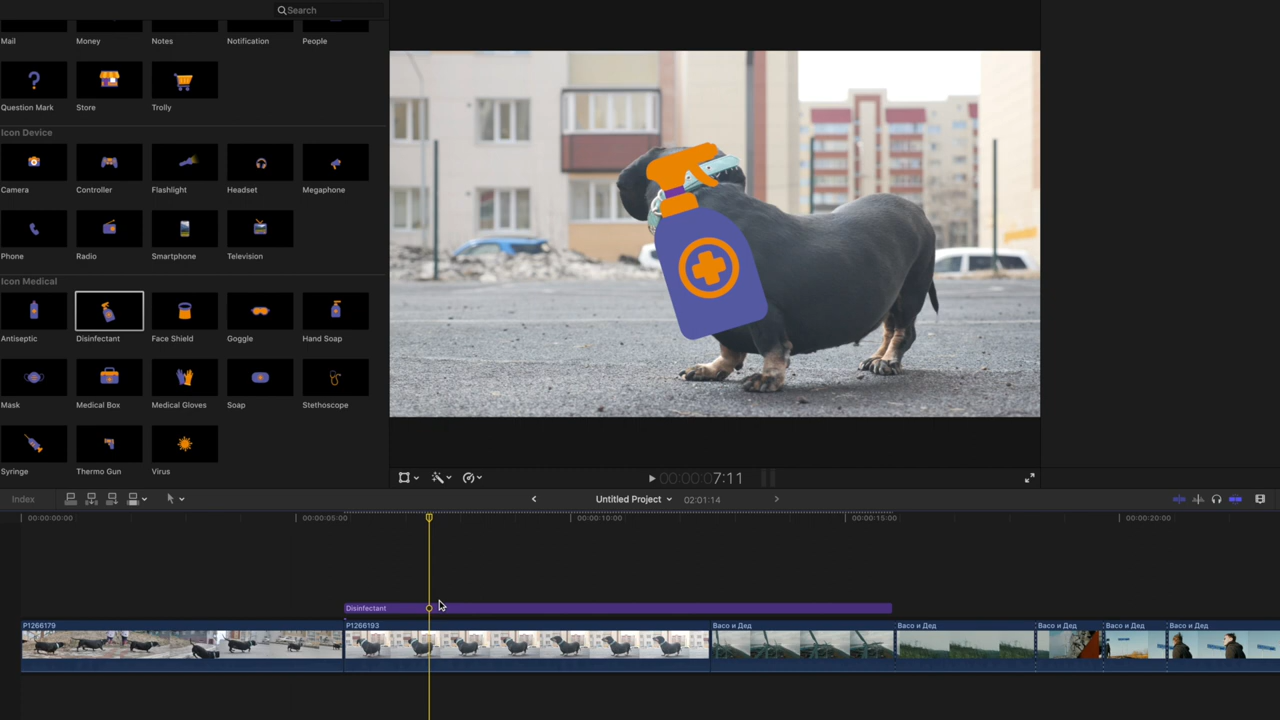 Search
Mail Money Notes Notification People
Question Mark Store Trolly
Icon Device
Camera Controller Flashlight Headset Megaphone
Phone Radio Smartphone Television
Icon Medical
Antiseptic Disinfectant Face Shield Goggle Hand Soap
Mask Medical Box Medical Gloves Soap Stethoscope
Syringe Thermo Gun Virus
00:00:07:11
Index Untitled Project 02:01:14
00:00:00:00 00:00:05:00 00:00:10:00 00:00:15:00 00:00:20:00
Disinfectant
P1266179 P1266193 Васо и Дед Васо и Дед Васо и Дед Васо и Дед Васо и Дед